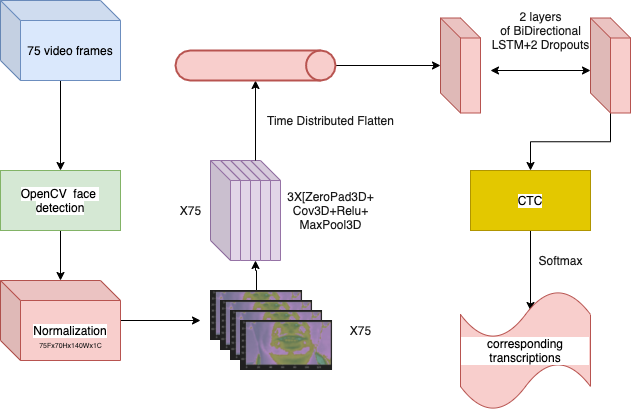 75 video frames
OpenCV face
detection
Normalization
75Fx70Hx140Wx1C
X75
X75
3X[ZeroPad3D+
Cov3D+Relu+
MaxPool3D
Time Distributed Flatten
2 layers
of BiDirectional
LSTM+2 Dropouts
CTC
Softmax
corresponding
transcriptions